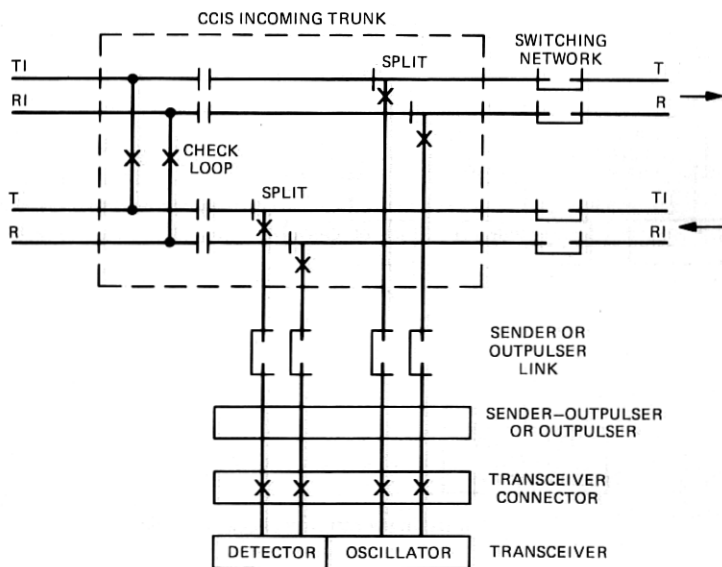 CCIS INCOMING TRUNK
SWITCHING
NETWORK
SPLIT
TI
T
RI
R
CHECK
LOOP
SPLIT
T
TI
R
RI
SENDER OR
OUTPULSER
LINK
SENDER–OUTPULSER
OR OUTPULSER
TRANSCEIVER
CONNECTOR
DETECTOR
OSCILLATOR
TRANSCEIVER